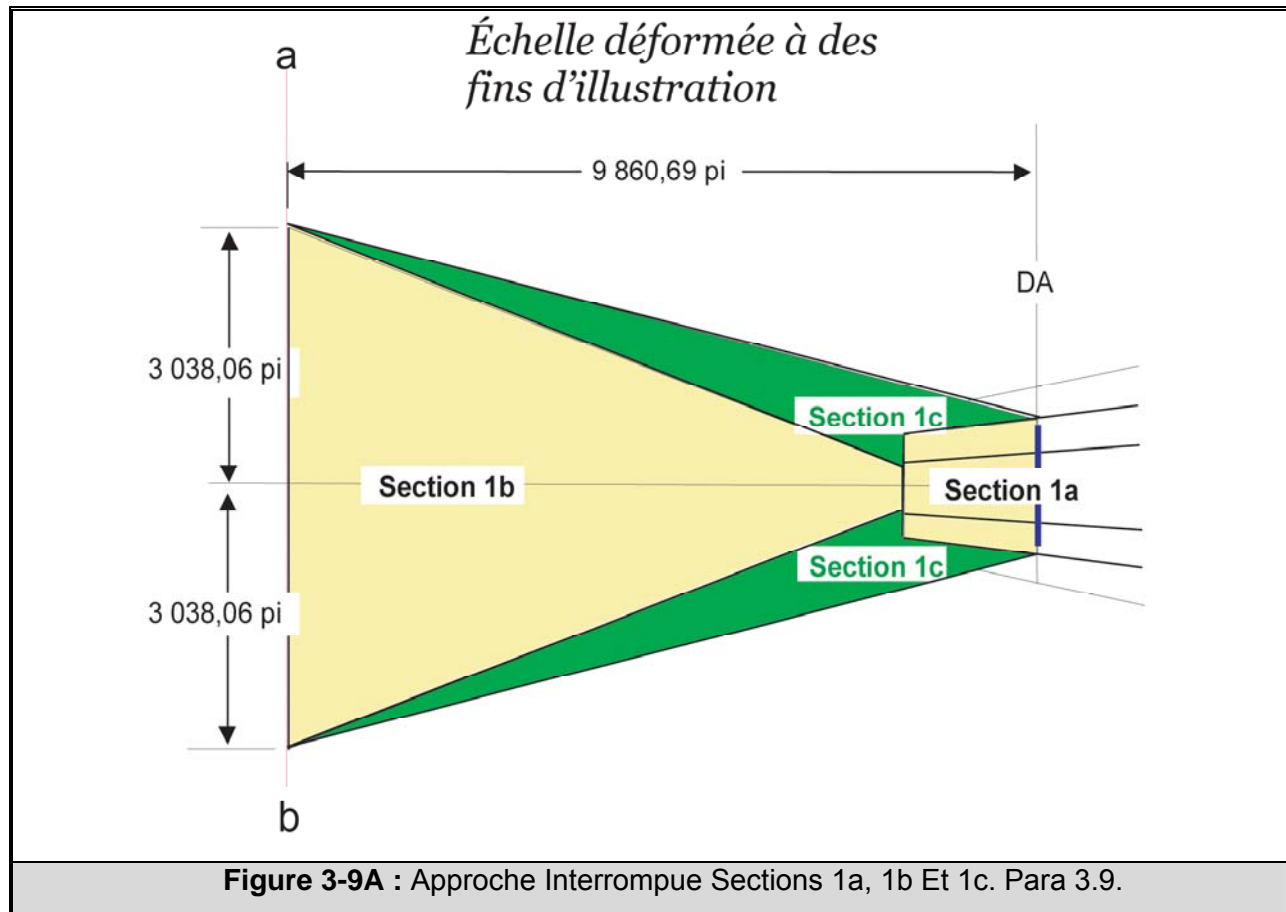 Échelle déformée à des
fins d'illustration
a
9 860,69 pi
DA
3 038,06 pi
Section 1c
Section 1b
Section 1a
Section 1c
3 038,06 pi
b
Figure 3-9A : Approche Interrompue Sections 1a, 1b Et 1c. Para 3.9.